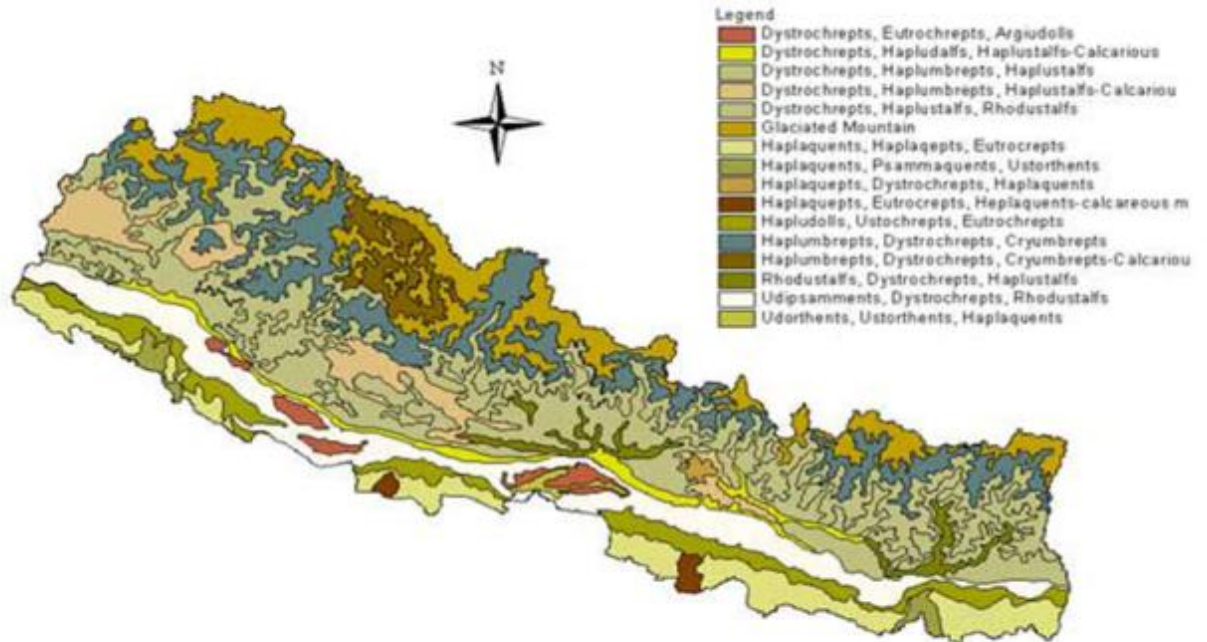 Legend
Dystrochrepts, Eutrochrepts, Argiudolls
Dystrochrepts, Hapludalfs, Haplustalfs-Calcarious
Dystrochrepts, Haplumbrepts, Haplustalfs
Dystrochrepts, Haplumbrepts, Haplustalfs-Calcariou
Dystrochrepts, Haplustalfs, Rhodustalfs
Glaciated Mountain
Haplaquents, Haplaqepts, Eutrocrepts
Haplaquents, Psammaquents, Ustorthents
Haplaquepts, Dystrochrepts, Haplaquents
Haplaquepts, Eutrocrepts, Heplaquents-calcareous m
Hapludolls, Ustochrepts, Eutrochrepts
Haplumbrepts, Dystrochrepts, Cryumbrepts
Haplumbrepts, Dystrochrepts, Cryumbrepts-Calcariou
Rhodustalfs, Dystrochrepts, Haplustalfs
Udipsamments, Dystrochrepts, Rhodustalfs
Udorthents, Ustorthents, Haplaquents
N